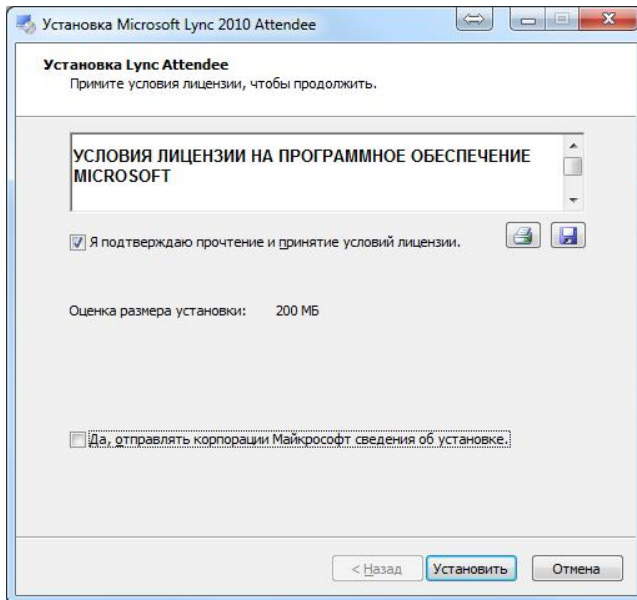 Установка Microsoft Lync 2010 Attendee
Установка Lync Attendee
Примите условия лицензии, чтобы продолжить.
УСЛОВИЯ ЛИЦЕНЗИИ НА ПРОГРАММНОЕ ОБЕСПЕЧЕНИЕ
MICROSOFT
Я подтверждаю прочтение и принятие условий лицензии.
Оценка размера установки: 200 МБ
Да, отправлять корпорации Майкрософт сведения об установке.
< Назад Установить Отмена